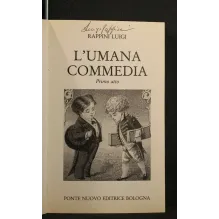 RAPPINI LUIGI
L'UMANA
COMMEDIA
Primo atto
PONTE NUOVO EDITRICE BOLOGNA